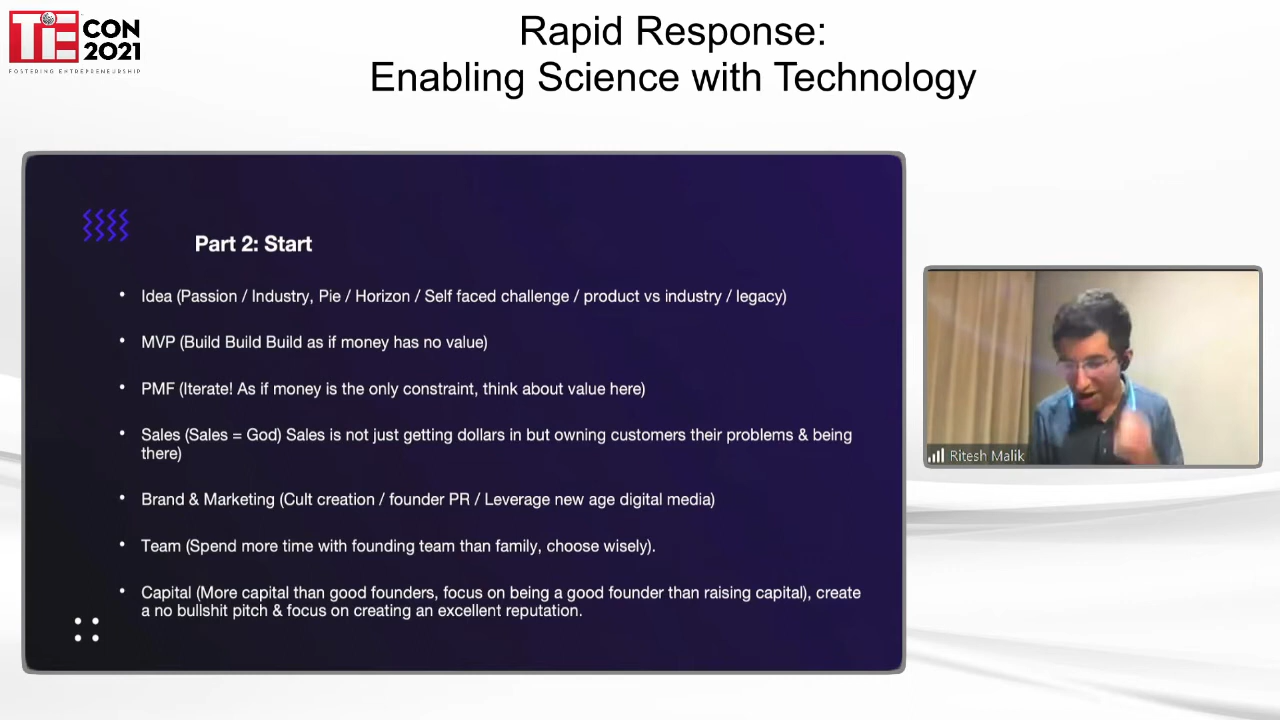 TiE CON 2021
FOSTERING ENTREPRENEURSHIP
Rapid Response:
Enabling Science with Technology
Part 2: Start
• Idea (Passion / Industry, Pie / Horizon / Self faced challenge / product vs industry / legacy)
• MVP (Build Build Build as if money has no value)
• PMF (Iterate! As if money is the only constraint, think about value here)
• Sales (Sales = God) Sales is not just getting dollars in but owning customers their problems & being
there)
• Brand & Marketing (Cult creation / founder PR / Leverage new age digital media)
• Team (Spend more time with founding team than family, choose wisely).
• Capital (More capital than good founders, focus on being a good founder than raising capital), create
a no bullshit pitch & focus on creating an excellent reputation.
Ritesh Malik